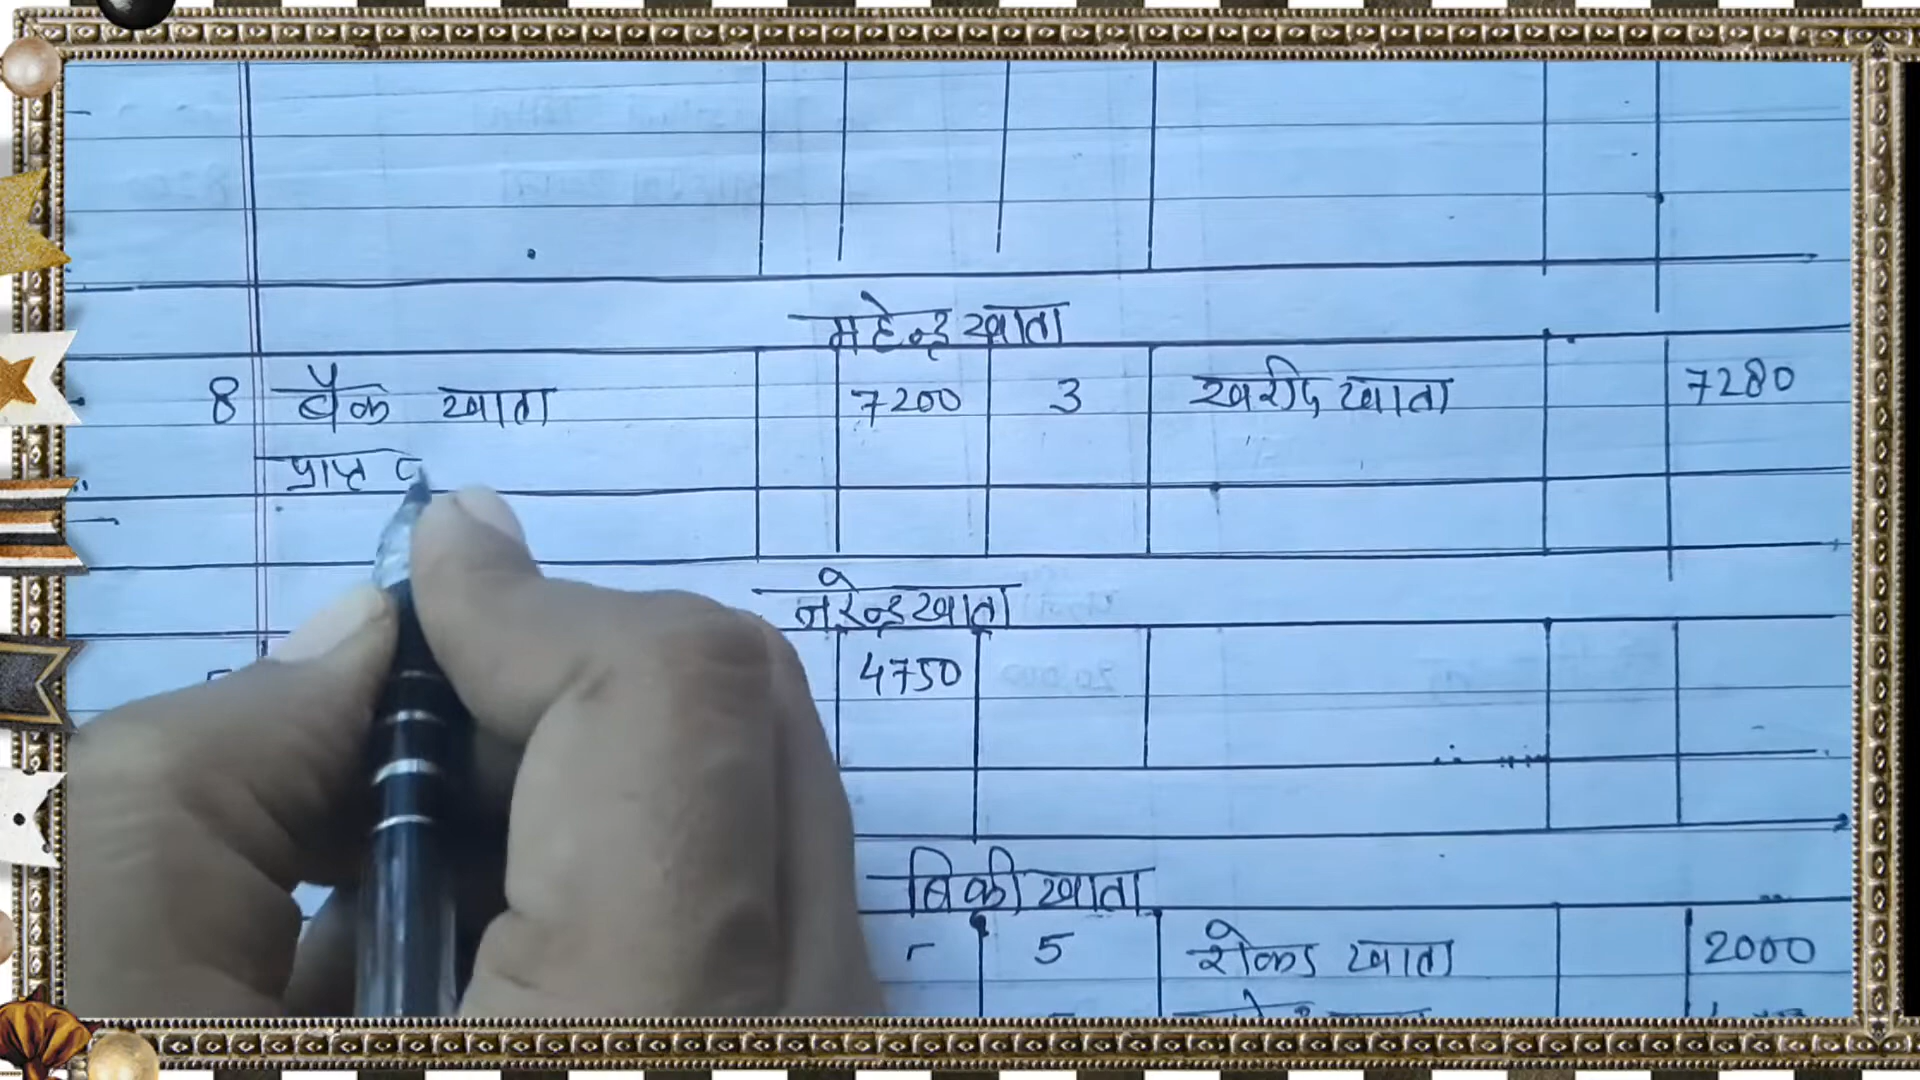 महेन्द्र खाता
8 बैंक खाता 7200 3 खरीद खाता 7280
प्राप्त
नरेन्द्र खाता
4750
बिक्री खाता
5 रोकड खाता 2000